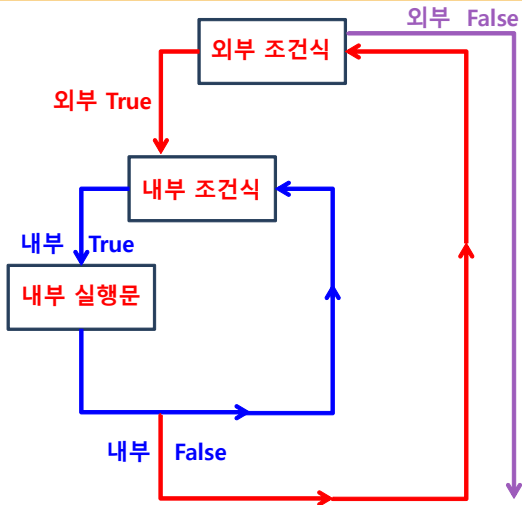 외부 False
외부 조건식
외부 True
내부 조건식
내부 True
내부 실행문
내부 False